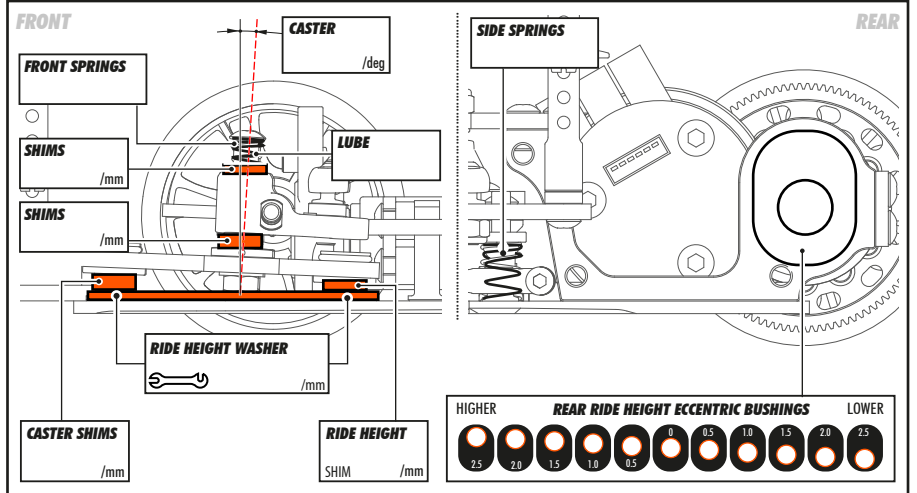 FRONT
CASTER
/deg
FRONT SPRINGS
SHIMS
/mm
LUBE
SHIMS
/mm
RIDE HEIGHT WASHER
/mm
CASTER SHIMS
/mm
RIDE HEIGHT
SHIM /mm
SIDE SPRINGS
REAR
HIGHER REAR RIDE HEIGHT ECCENTRIC BUSHINGS LOWER
2.5 2.0 1.5 1.0 0.5 0 0.5 1.0 1.5 2.0 2.5